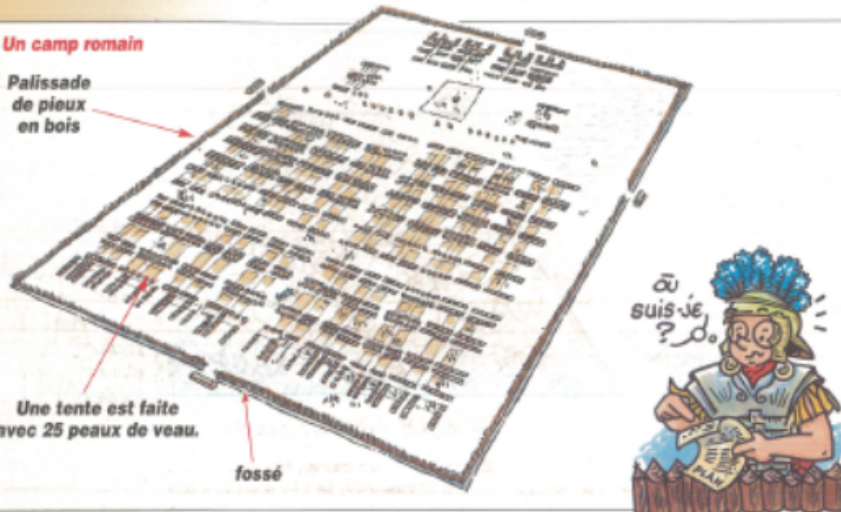 Un camp romain
Palissade
de pieux
en bois
où
suis-je
?
Une tente est faite
avec 25 peaux de veau.
fossé
PLAN